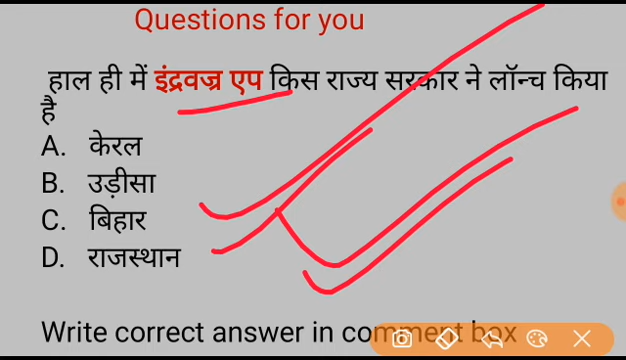 Questions for you
हाल ही में इंद्रवज्र एप किस राज्य सरकार ने लॉन्च किया
है
A. केरल
B. उड़ीसा
C. बिहार
D. राजस्थान
Write correct answer in comment box